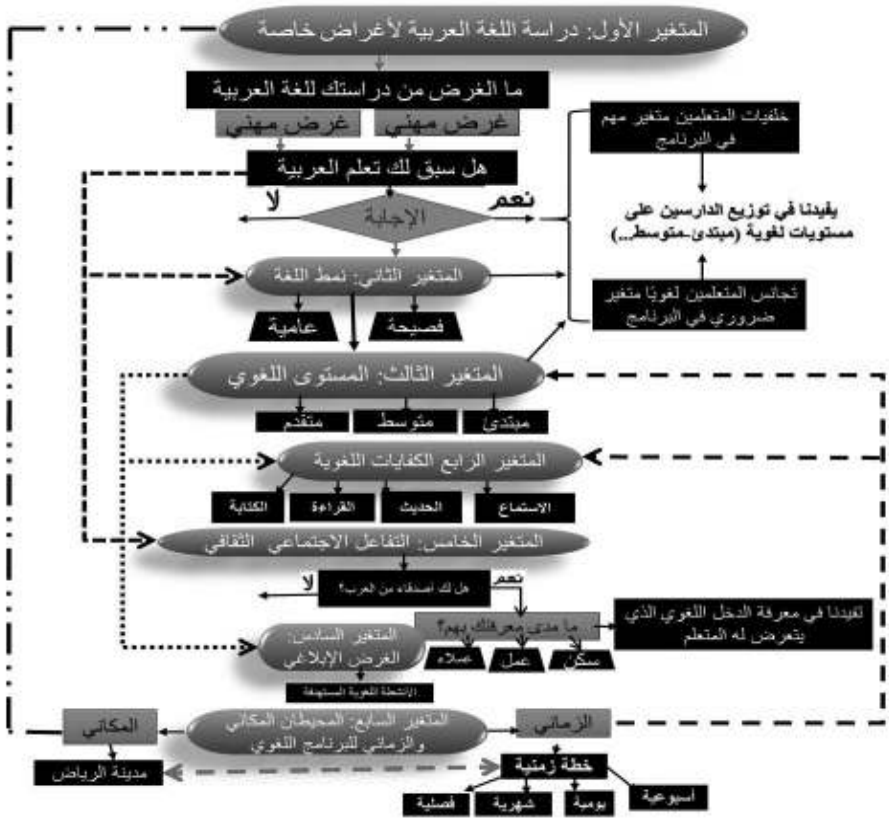 المتغير الأول: دراسة اللغة العربية لأغراض خاصة
ما الغرض من دراستك للغة العربية
غرض مهني
غرض مهني
خلفيات المتعلمين متغير مهم
في البرنامج
هل سبق لك تعلم العربية
نعم
لا
الإجابة
يفيدنا في توزيع الدارسين على
مستويات لغوية (مبتدئ-متوسط...)
المتغير الثاني: نمط اللغة
تجانس المتعلمين لغويًا متغير
ضروري في البرنامج
فصيحة
عامية
المتغير الثالث: المستوى اللغوي
مبتدئ
متوسط
متقدم
المتغير الرابع الكفايات اللغوية
الاستماع
الحديث
القراءة
الكتابة
المتغير الخامس: التفاعل الاجتماعي الثقافي
نعم
لا
هل لك أصدقاء من العرب؟
ما مدى معرفتك بهم؟
تفيدنا في معرفة الدخل اللغوي الذي
يتعرض له المتعلم
سكن
عمل
عملاء
المتغير السادس:
الغرض الإبلاغي
الأنشطة اللغوية المستهدفة
المتغير السابع: المحيطان المكاني
والزماني للبرنامج اللغوي
الزماني
المكاني
مدينة الرياض
خطة زمنية
اسبوعية
يومية
شهرية
فصلية